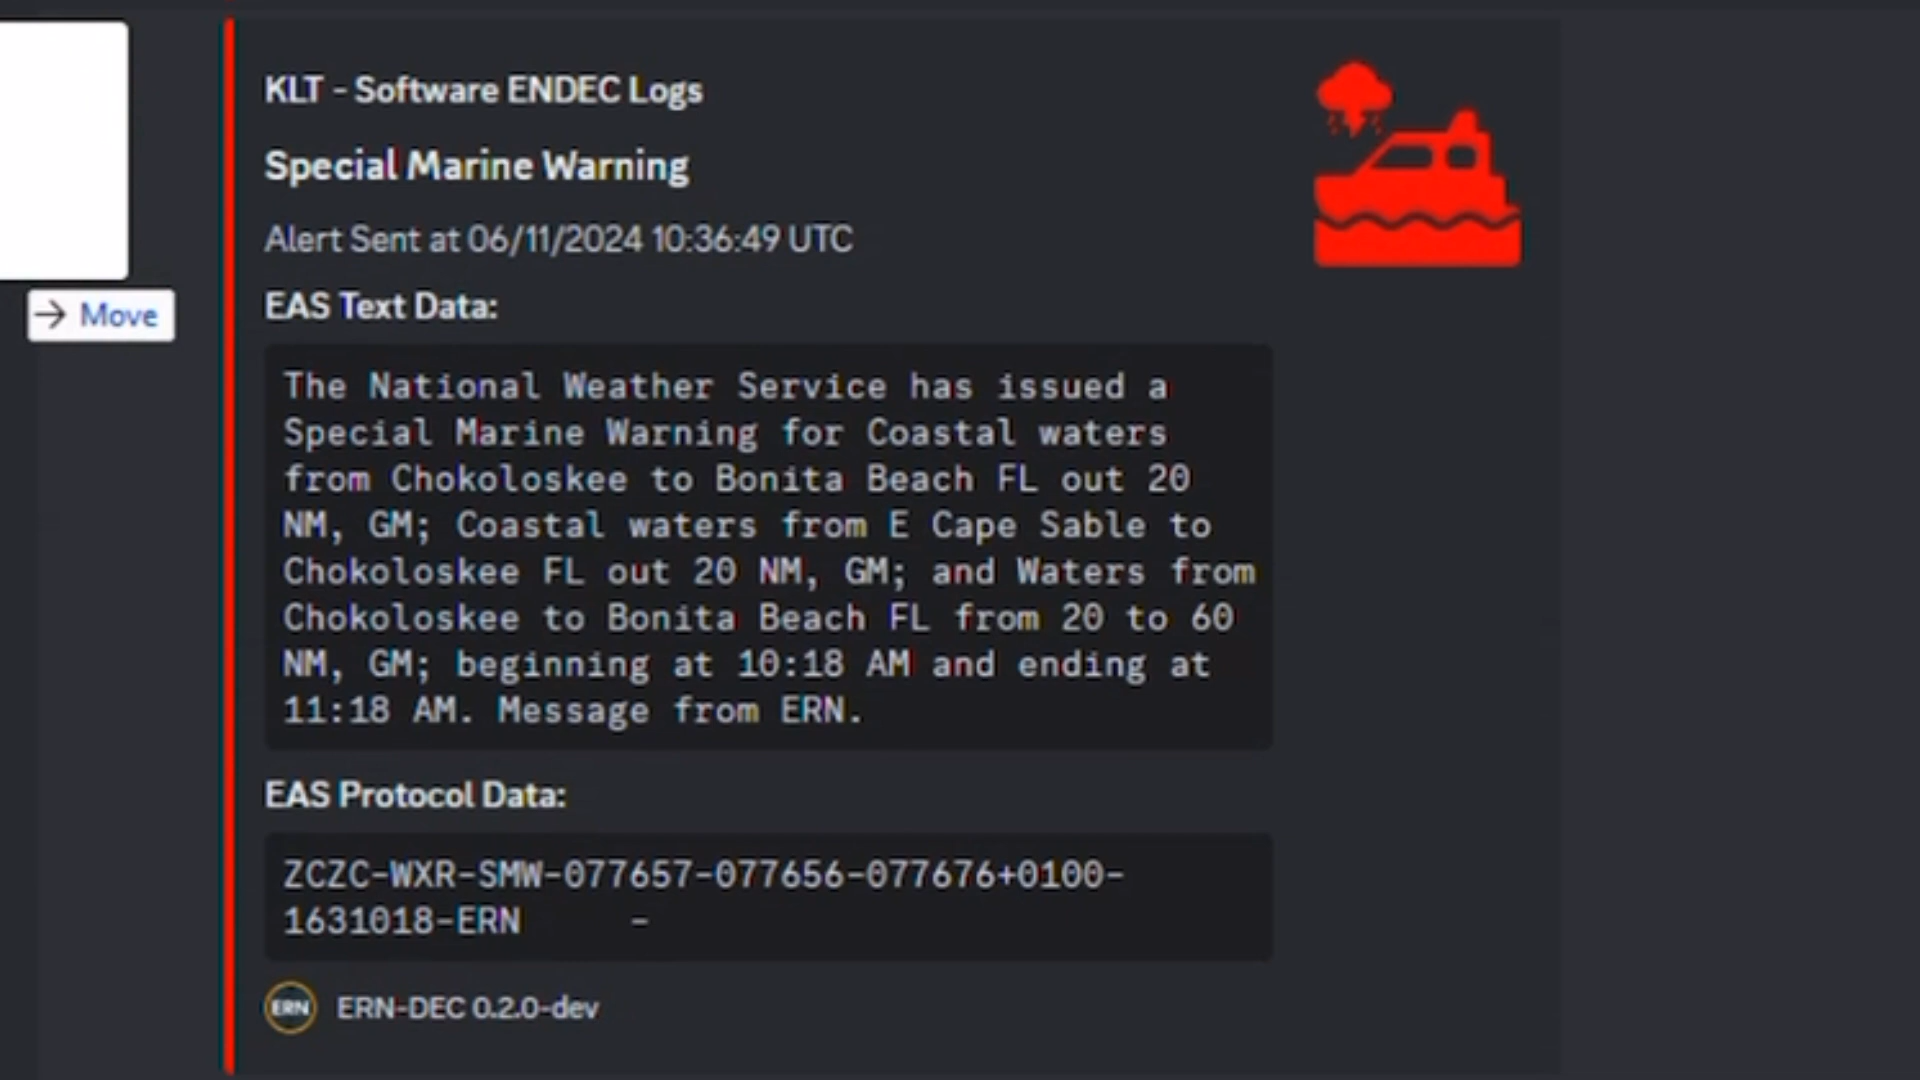 KLT - Software ENDEC Logs
Special Marine Warning
Alert Sent at 06/11/2024 10:36:49 UTC
→ Move
EAS Text Data:
The National Weather Service has issued a
Special Marine Warning for Coastal waters
from Chokoloskee to Bonita Beach FL out 20
NM, GM; Coastal waters from E Cape Sable to
Chokoloskee FL out 20 NM, GM; and Waters from
Chokoloskee to Bonita Beach FL from 20 to 60
NM, GM; beginning at 10:18 AM and ending at
11:18 AM. Message from ERN.
EAS Protocol Data:
ZCZC-WXR-SMW-077657-077656-077676+0100-
1631018-ERN     -
ERN ERN-DEC 0.2.0-dev